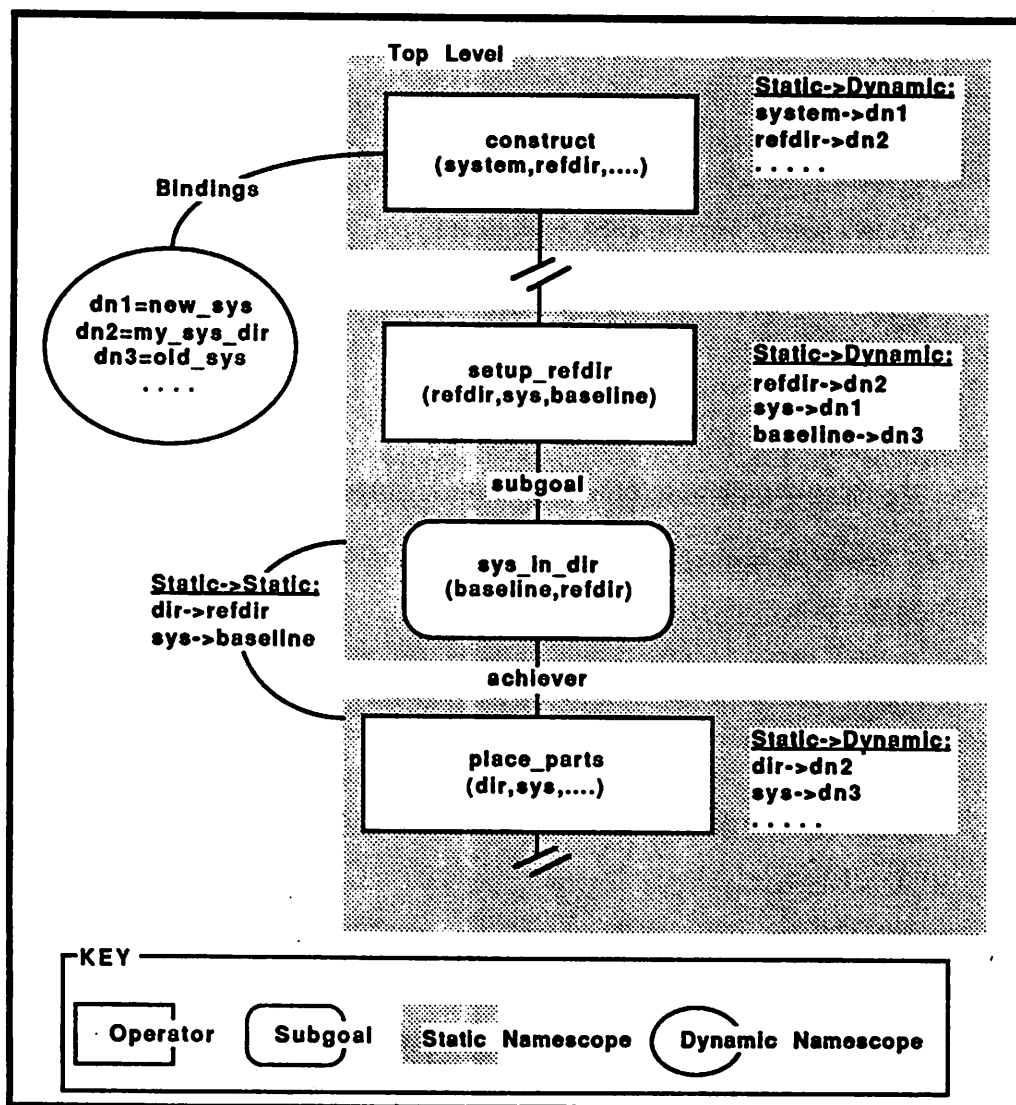 Top Level
construct
(system,refdir,....)
Static->Dynamic:
system->dn1
refdir->dn2
. . . . .
Bindings
dn1=new_sys
dn2=my_sys_dir
dn3=old_sys
. . . .
setup_refdir
(refdir,sys,baseline)
Static->Dynamic:
refdir->dn2
sys->dn1
baseline->dn3
subgoal
sys_in_dir
(baseline,refdir)
Static->Static:
dir->refdir
sys->baseline
achiever
place_parts
(dir,sys,....)
Static->Dynamic:
dir->dn2
sys->dn3
. . . . .
KEY
Operator
Subgoal
Static Namescope
Dynamic Namescope